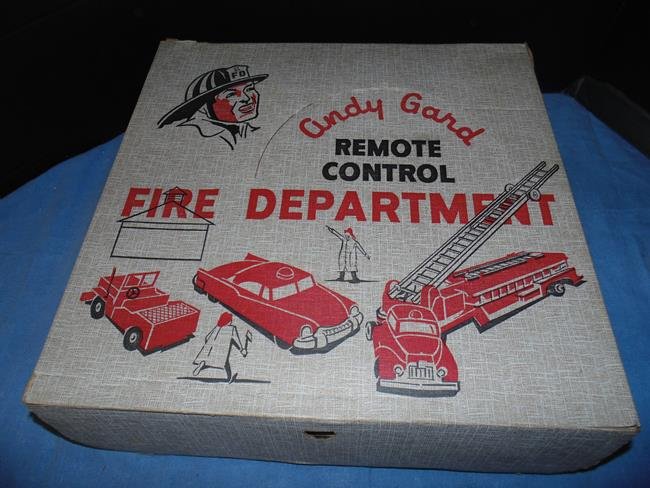 FD
Andy Gard
REMOTE
CONTROL
FIRE DEPARTMENT